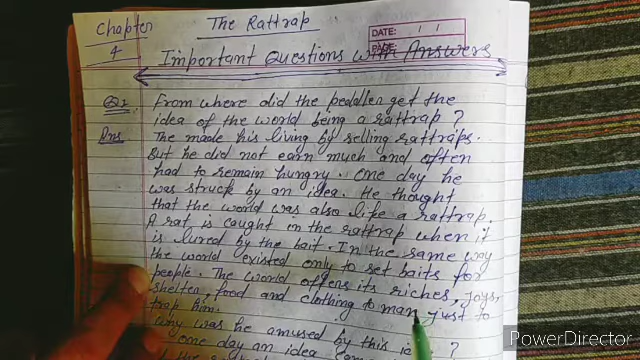 Chapter
4
The Rattrap
DATE: / /
PAGE:
Important Questions with Answers
Q1. From where did the peddler get the
idea of the world being a rattrap?
Ans The made his living by selling rattraps.
But he did not earn much and often
had to remain hungry. One day he
was struck by an idea. He thought
that the world was also like a rattrap.
A rat is caught in the rattrap when it
is lured by the bait. In the same way
the world existed only to set baits for
people. The world offers its riches, joys,
shelter, food and clothing to man just to
trap him.
why was he amused by this ?
one day an idea
PowerDirector